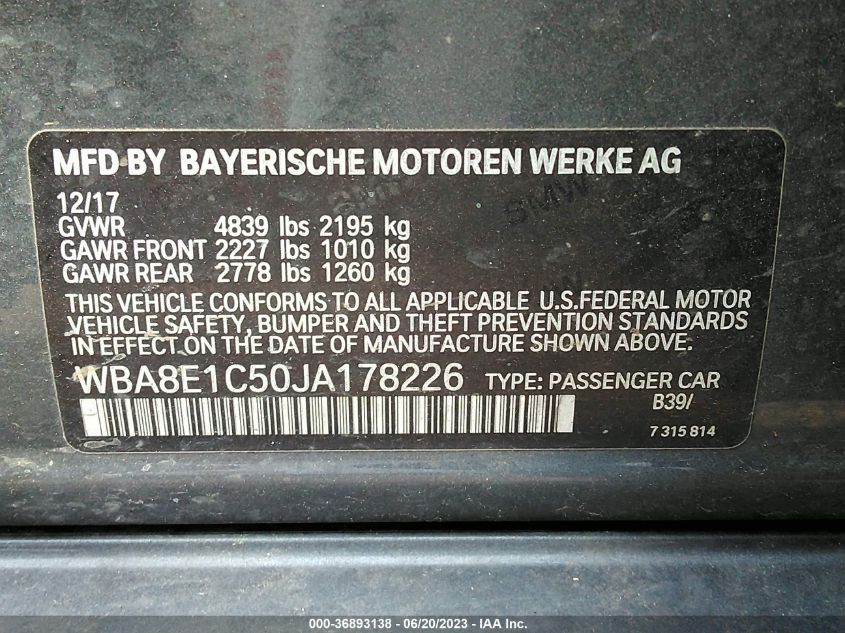 MFD BY BAYERISCHE MOTOREN WERKE AG
12/17
GVWR 4839 lbs 2195 kg
GAWR FRONT 2227 lbs 1010 kg
GAWR REAR 2778 lbs 1260 kg
THIS VEHICLE CONFORMS TO ALL APPLICABLE U.S.FEDERAL MOTOR
VEHICLE SAFETY, BUMPER AND THEFT PREVENTION STANDARDS
IN EFFECT ON THE DATE OF MANUFACTURE SHOWN ABOVE.
WBA8E1C50JA178226 TYPE: PASSENGER CAR
B39/
7 315 814
000-36893138 - 06/20/2023 - IAA Inc.